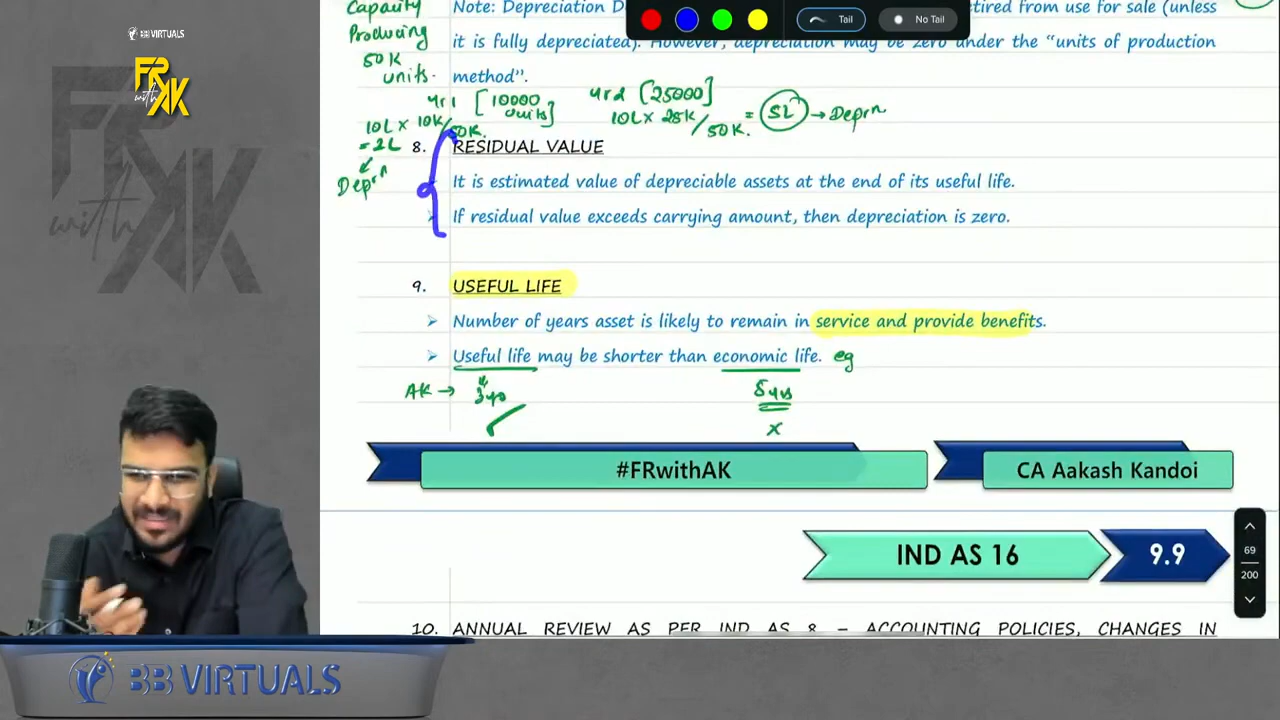 BB VIRTUALS
FR
with
AK
FR
with
AK
Capacity
Producing
50K
units.
Tail
No Tail
Note: Depreciation D
etired from use for sale (unless
it is fully depreciated). However, depreciation may be zero under the “units of production
method”.
yr1 [10000 units]
yr2 [25000]
10L x 10K/50K.
= 2L
Deprn
10L x 25K/50K. = 5L → Deprn
8. RESIDUAL VALUE
It is estimated value of depreciable assets at the end of its useful life.
If residual value exceeds carrying amount, then depreciation is zero.
9. USEFUL LIFE
➢ Number of years asset is likely to remain in service and provide benefits.
➢ Useful life may be shorter than economic life. eg
AK → 3yrs
5yrs
x
#FRwithAK
CA Aakash Kandoi
IND AS 16
9.9
69
200
10. ANNUAL REVIEW AS PER IND AS 8 – ACCOUNTING POLICIES, CHANGES IN
BB VIRTUALS